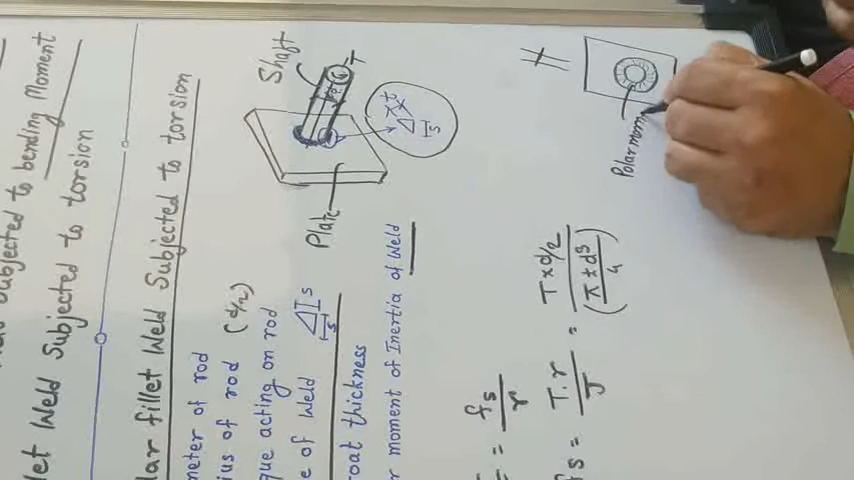 Subjected to bending Moment
let Weld Subjected to torsion
lar fillet Weld Subjected to torsion
meter of rod
ius of rod (d/2)
que acting on rod
e of Weld
s
s
roat thickness
r moment of Inertia of Weld
Shaft
T
t
s
Plate
= fs / r
fs = T.r / J = T x d/2 / (π t d³ / 4)
Polar mom